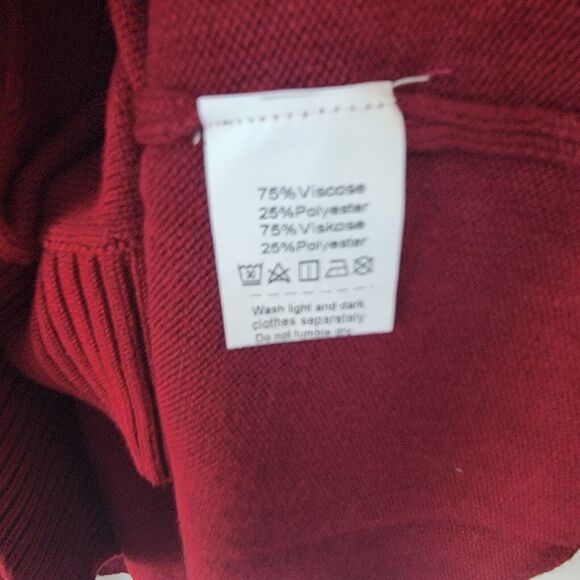 75%Viscose
25%Polyester
75%Viskose
25%Polyester
Wash light and dark
clothes separately
Do not tumble dry